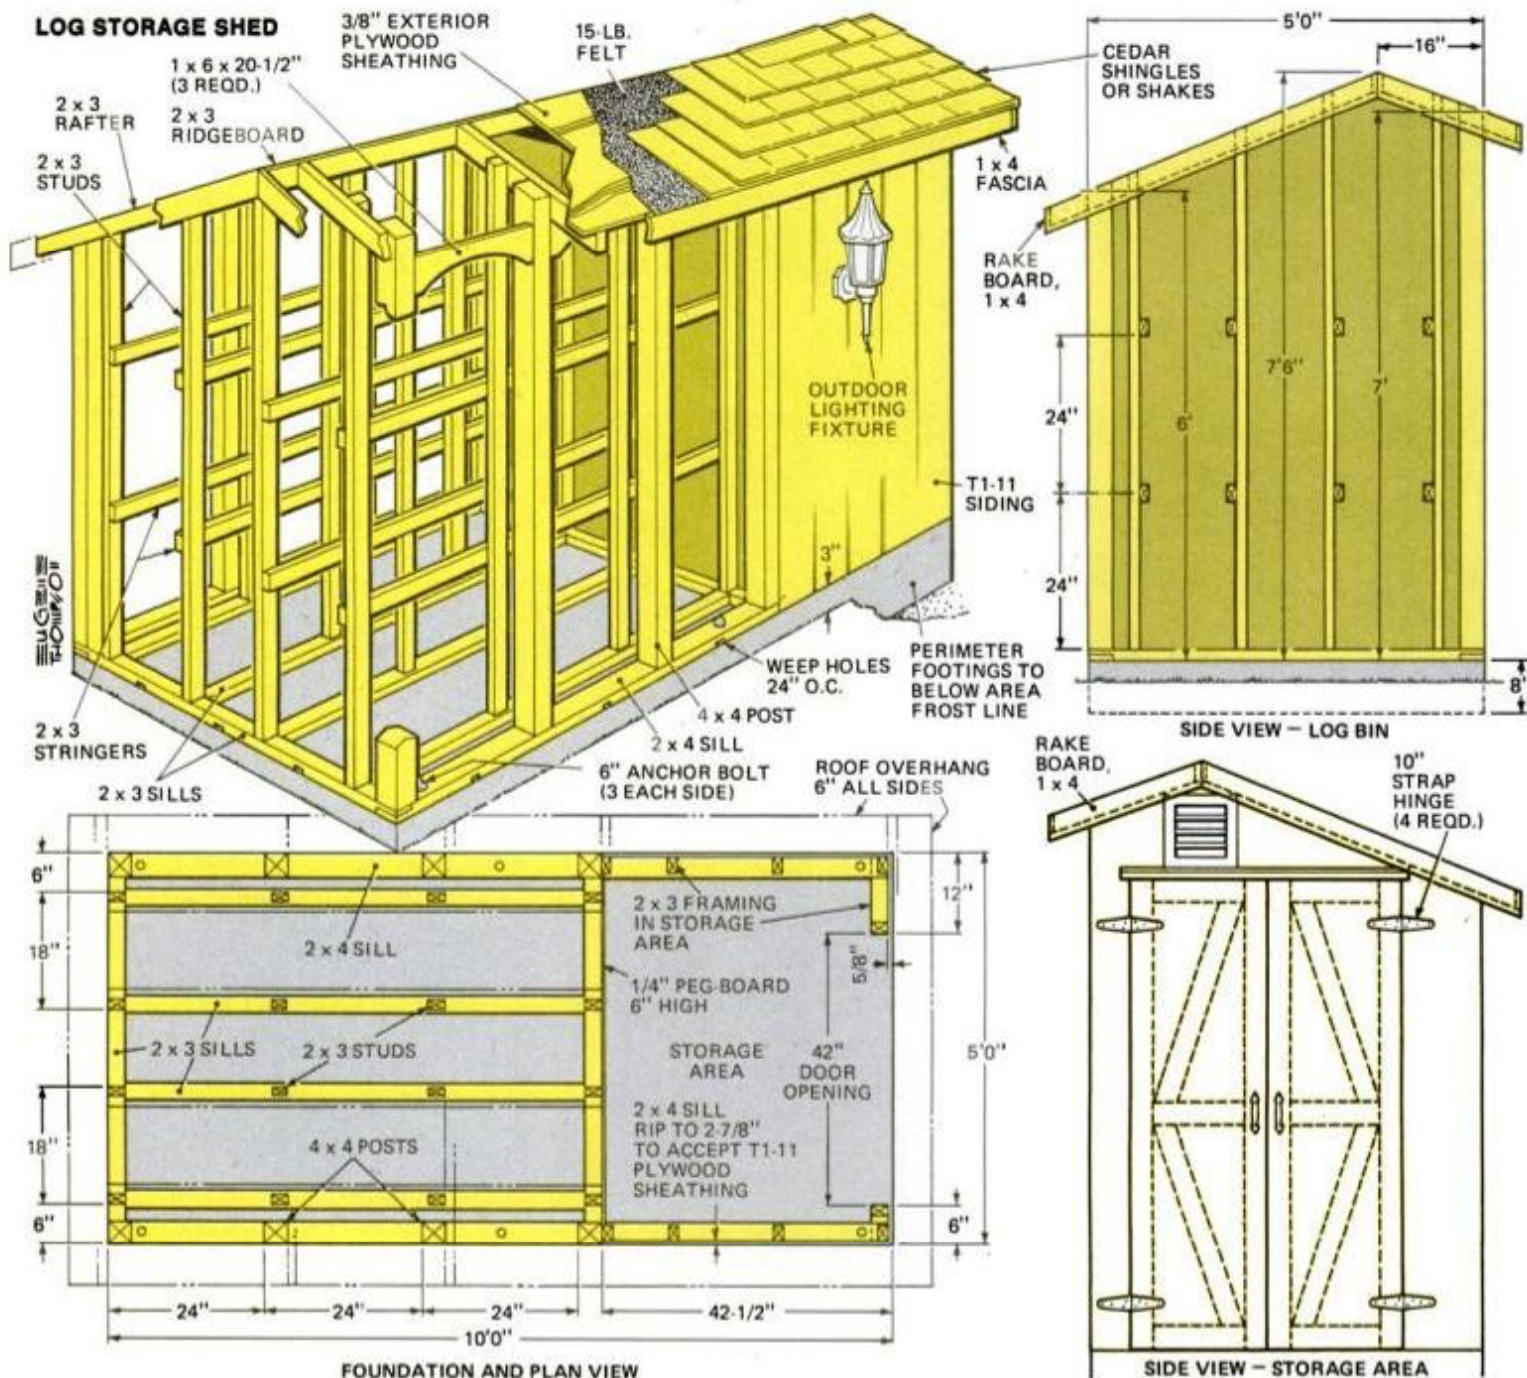 LOG STORAGE SHED
3/8" EXTERIOR
PLYWOOD
SHEATHING
15-LB.
FELT
1 x 6 x 20-1/2"
(3 REQD.)
2 x 3
RAFTER
2 x 3
RIDGEBOARD
2 x 3
STUDS
CEDAR
SHINGLES
OR SHAKES
1 x 4
FASCIA
OUTDOOR
LIGHTING
FIXTURE
T1-11
SIDING
3"
PERIMETER
FOOTINGS TO
BELOW AREA
FROST LINE
WEEP HOLES
24" O.C.
4 x 4 POST
2 x 4 SILL
6" ANCHOR BOLT
(3 EACH SIDE)
2 x 3
STRINGERS
2 x 3 SILLS
5'0"
16"
RAKE
BOARD,
1 x 4
7'6"
7'
6'
24"
24"
8"
SIDE VIEW – LOG BIN
ROOF OVERHANG
6" ALL SIDES
6"
18"
18"
6"
2 x 4 SILL
2 x 3 SILLS
2 x 3 STUDS
4 x 4 POSTS
2 x 3 FRAMING
IN STORAGE
AREA
1/4" PEG-BOARD
6" HIGH
STORAGE
AREA
42"
DOOR
OPENING
2 x 4 SILL
RIP TO 2-7/8"
TO ACCEPT T1-11
PLYWOOD
SHEATHING
12"
5/8"
5'0"
6"
24"
24"
24"
42-1/2"
10'0"
FOUNDATION AND PLAN VIEW
RAKE
BOARD,
1 x 4
10"
STRAP
HINGE
(4 REQD.)
SIDE VIEW – STORAGE AREA